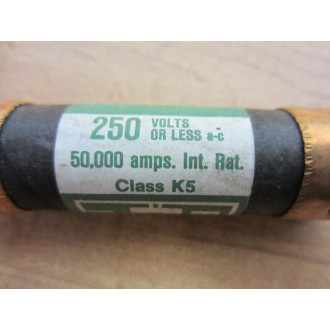 250 VOLTS
OR LESS a-c
50,000 amps. Int. Rat.
Class K5